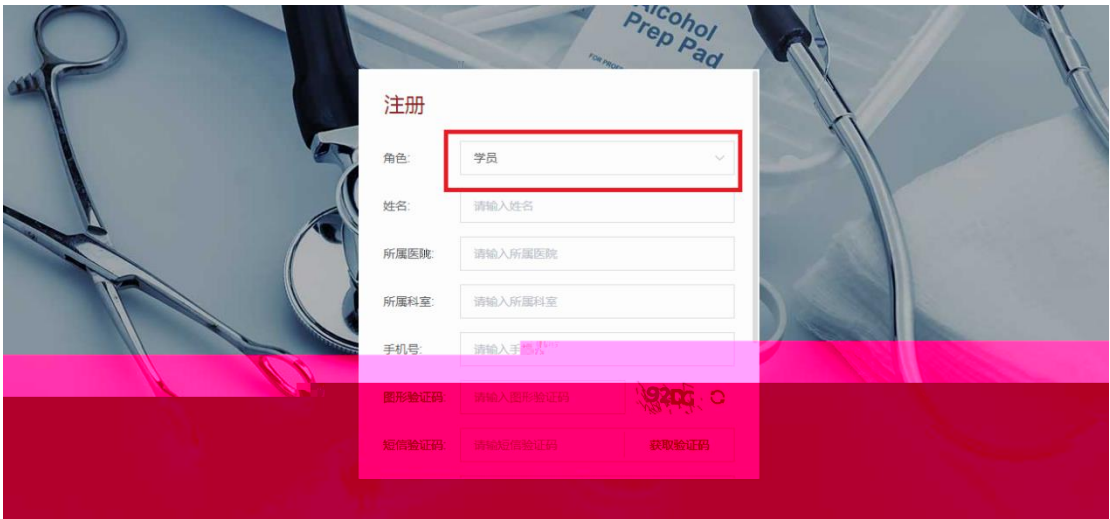 Alcohol
Prep Pad
注册
角色: 学员
姓名: 请输入姓名
所属医院: 请输入所属医院
所属科室: 请输入所属科室
手机号: 请输入手
图形验证码: 请输入图形验证码
短信验证码: 请输短信验证码 获取验证码